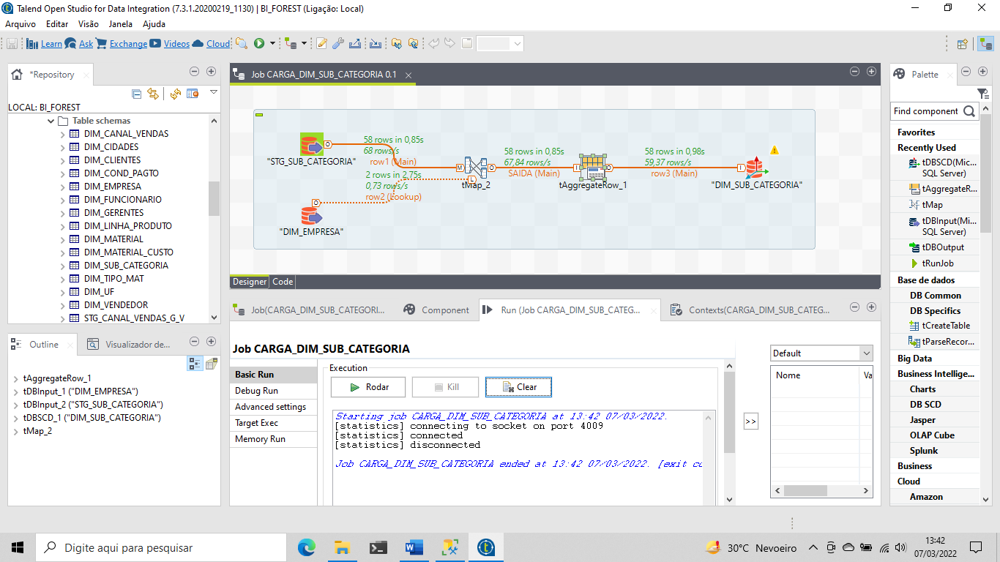 Talend Open Studio for Data Integration (7.3.1.20200219_1130) | BI_FOREST (Ligação: Local)
Arquivo Editar Visão Janela Ajuda
Learn Ask Exchange Videos Cloud
*Repository
LOCAL: BI_FOREST
Table schemas
DIM_CANAL_VENDAS
DIM_CIDADES
DIM_CLIENTES
DIM_COND_PAGTO
DIM_EMPRESA
DIM_FUNCIONARIO
DIM_GERENTES
DIM_LINHA_PRODUTO
DIM_MATERIAL
DIM_MATERIAL_CUSTO
DIM_SUB_CATEGORIA
DIM_TIPO_MAT
DIM_UF
DIM_VENDEDOR
STG_CANAL_VENDAS_G_V
Outline Visualizador de...
tAggregateRow_1
tDBInput_1 ("DIM_EMPRESA")
tDBInput_2 ("STG_SUB_CATEGORIA")
tDBSCD_1 ("DIM_SUB_CATEGORIA")
tMap_2
Job CARGA_DIM_SUB_CATEGORIA 0.1
"STG_SUB_CATEGORIA"
58 rows in 0,85s
68 rows/s
row1 (Main)
2 rows in 2,75s
0,73 rows/s
row2 (Lookup)
"DIM_EMPRESA"
tMap_2
58 rows in 0,85s
67,84 rows/s
SAIDA (Main)
tAggregateRow_1
58 rows in 0,98s
59,37 rows/s
row3 (Main)
"DIM_SUB_CATEGORIA"
Designer Code
Job(CARGA_DIM_SUB_CATEGORI... Component Run (Job CARGA_DIM_SUB_CATEG... Contexts(CARGA_DIM_SUB_CATEG...
Job CARGA_DIM_SUB_CATEGORIA
Basic Run
Debug Run
Advanced settings
Target Exec
Memory Run
Execution
Rodar Kill Clear
Starting job CARGA_DIM_SUB_CATEGORIA at 13:42 07/03/2022.
[statistics] connecting to socket on port 4009
[statistics] connected
[statistics] disconnected
Job CARGA_DIM_SUB_CATEGORIA ended at 13:42 07/03/2022. [exit co
>>
Default
Nome Va
Palette
Find component
Favorites
Recently Used
tDBSCD(Mic...
SQL Server)
tAggregateR...
tMap
tDBInput(Mi...
SQL Server)
tDBOutput
tRunJob
Base de dados
DB Common
DB Specifics
tCreateTable
tParseRecor...
Big Data
Business Intellige...
Charts
DB SCD
Jasper
OLAP Cube
Splunk
Business
Cloud
Amazon
Digite aqui para pesquisar
30°C Nevoeiro
13:42
07/03/2022